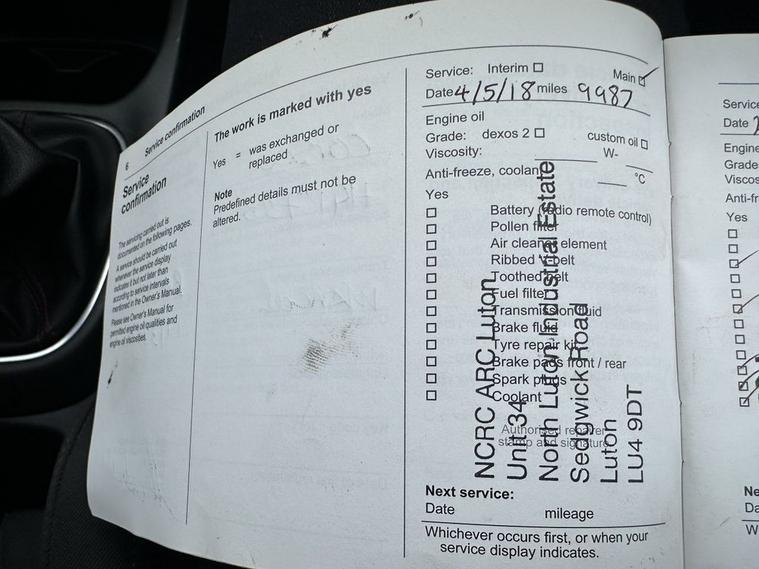 6 Service confirmation
Service
confirmation
The servicing carried out is
documented on the following pages.
A service should be carried out
whenever the service display
indicates it but not later than
according to service intervals
mentioned in the Owner's Manual.
Please see Owner's Manual for
permitted engine oil qualities and
engine oil viscosities.
The work is marked with yes
Yes = was exchanged or
replaced
Note
Predefined details must not be
altered.
Service: Interim ☐ Main ☑
Date 4/5/18 miles 9987
Engine oil
Grade: dexos 2 ☐ custom oil ☐
Viscosity: W-
Anti-freeze, coolant °C
Yes
☐ Battery (radio remote control)
☐ Pollen filter
☐ Air cleaner element
☐ Ribbed V-belt
☐ Toothed belt
☐ Fuel filter
☐ Transmission fluid
☐ Brake fluid
☐ Tyre repair kit
☐ Brake pads front / rear
☐ Spark plugs
☐ Coolant
Authorised repairer
stamp and signature
NCRC ARC Luton
Unit 34
North Luton Industrial Estate
Sedgwick Road
Luton
LU4 9DT
Next service:
Date mileage
Whichever occurs first, or when your
service display indicates.
Service
Date
Engine
Grade
Viscos
Anti-fr
Yes
Ne
Da
W